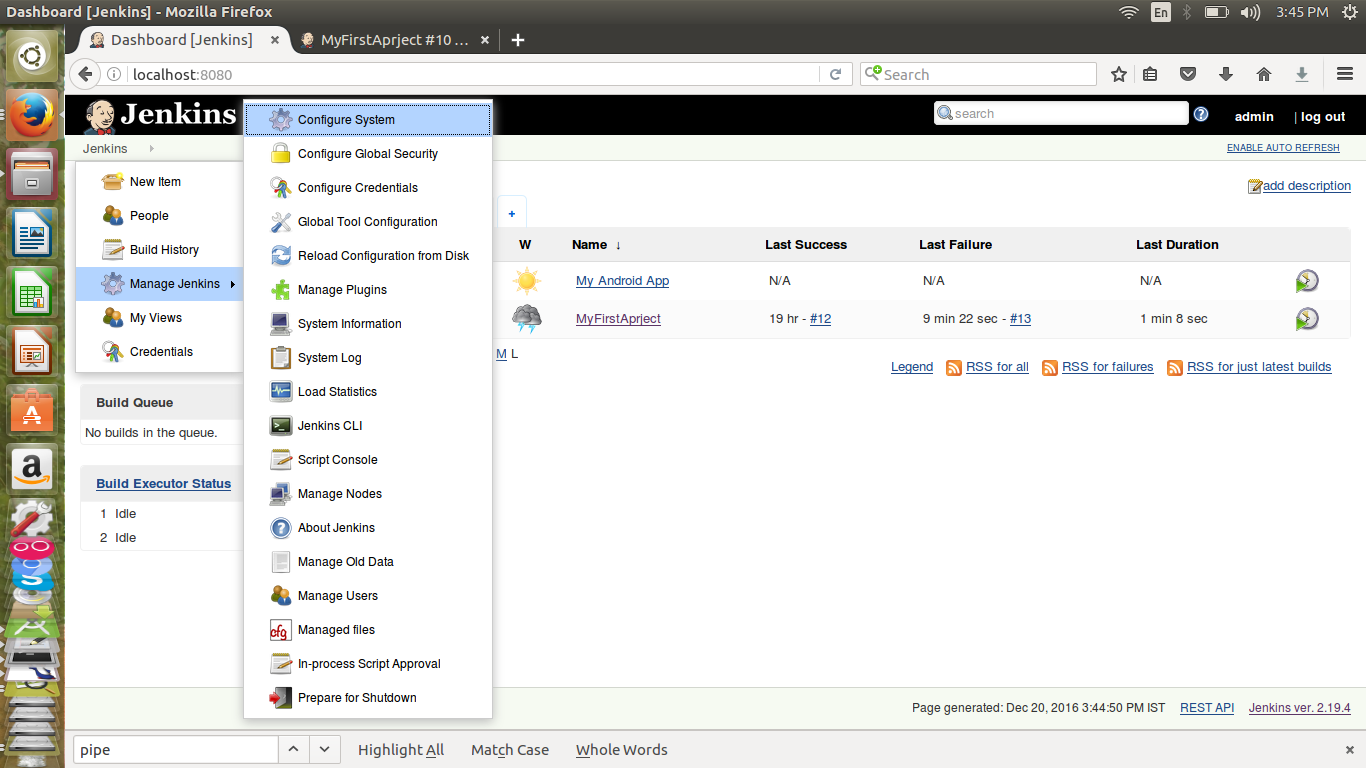 Dashboard [Jenkins] - Mozilla Firefox
En
3:45 PM
Dashboard [Jenkins]
MyFirstAprject #10 ...
localhost:8080
Search
Jenkins
search
admin
| log out
Jenkins
ENABLE AUTO REFRESH
New Item
People
Build History
Manage Jenkins
My Views
Credentials
Configure System
Configure Global Security
Configure Credentials
Global Tool Configuration
Reload Configuration from Disk
Manage Plugins
System Information
System Log
Load Statistics
Jenkins CLI
Script Console
Manage Nodes
About Jenkins
Manage Old Data
Manage Users
cfg Managed files
In-process Script Approval
Prepare for Shutdown
add description
+
W Name ↓ Last Success Last Failure Last Duration
My Android App N/A N/A N/A
MyFirstAprject 19 hr - #12 9 min 22 sec - #13 1 min 8 sec
M L
Legend RSS for all RSS for failures RSS for just latest builds
Build Queue
No builds in the queue.
Build Executor Status
1 Idle
2 Idle
Page generated: Dec 20, 2016 3:44:50 PM IST REST API Jenkins ver. 2.19.4
pipe Highlight All Match Case Whole Words